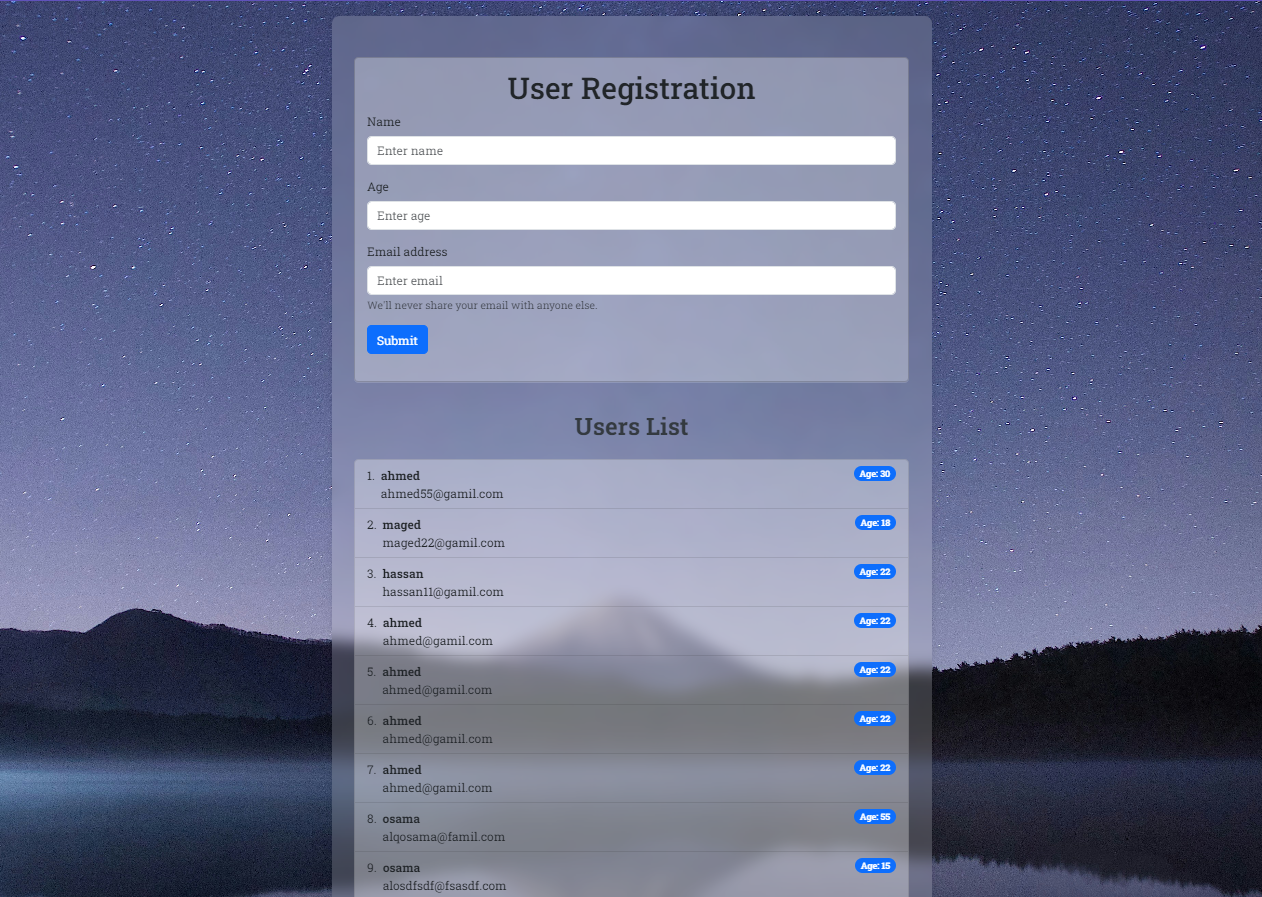 User Registration
Name
Enter name
Age
Enter age
Email address
Enter email
We'll never share your email with anyone else.
Submit
Users List
1. ahmed Age: 30
ahmed55@gamil.com
2. maged Age: 18
maged22@gamil.com
3. hassan Age: 22
hassan11@gamil.com
4. ahmed Age: 22
ahmed@gamil.com
5. ahmed Age: 22
ahmed@gamil.com
6. ahmed Age: 22
ahmed@gamil.com
7. ahmed Age: 22
ahmed@gamil.com
8. osama Age: 55
alqosama@famil.com
9. osama Age: 15
alosdfsdf@fsasdf.com